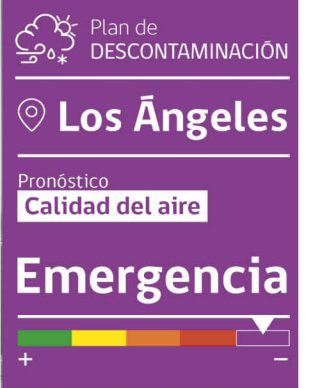 Plan de
DESCONTAMINACIÓN
Los Ángeles
Pronóstico
Calidad del aire
Emergencia
+ −